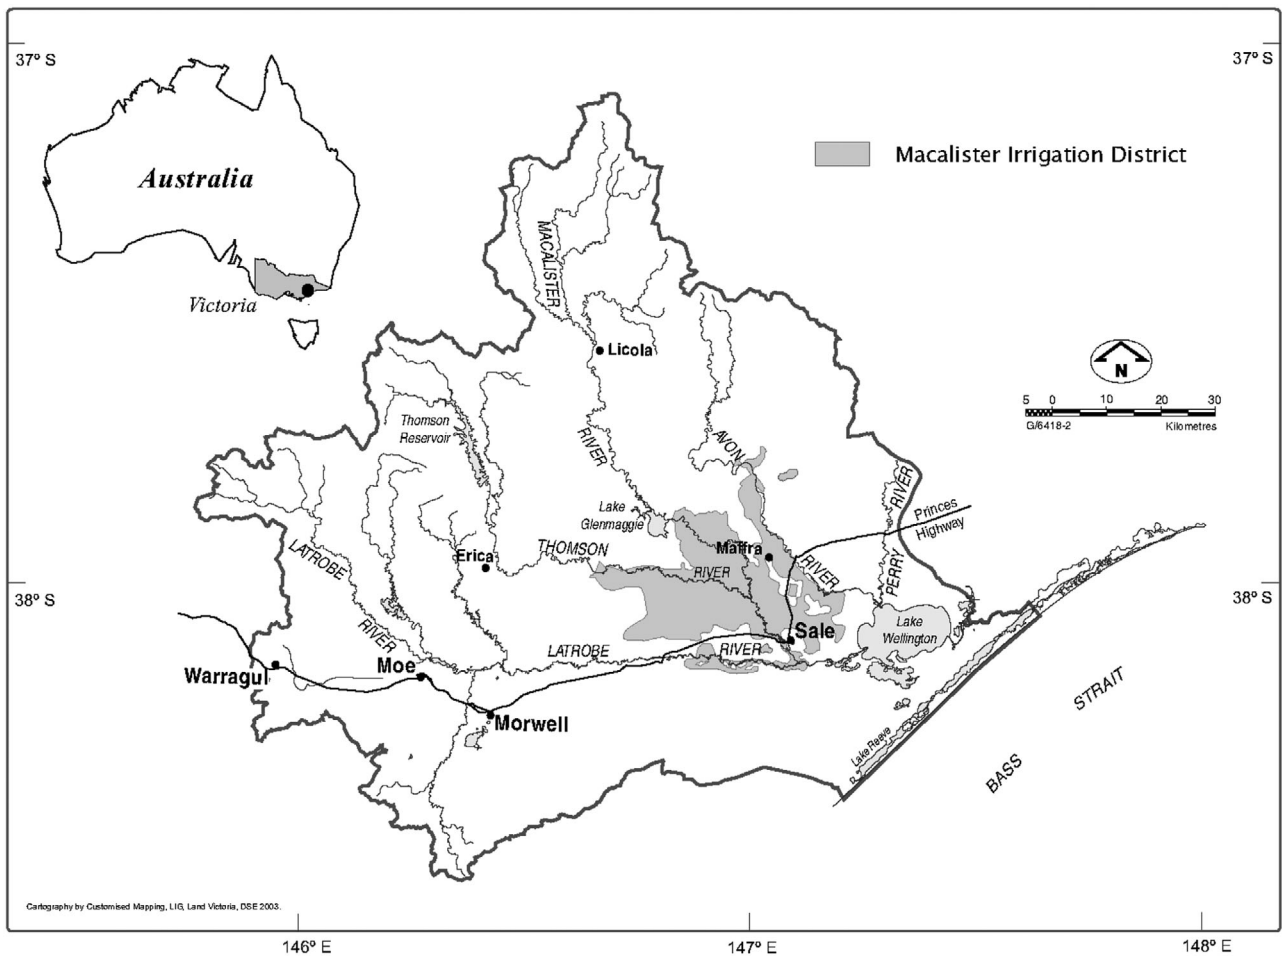 37° S
37° S
Australia
Victoria
Macalister Irrigation District
MACALISTER
Licola
N
5 0 10 20 30
G/6418-2 Kilometres
Thomson
Reservoir
RIVER
AVON
RIVER
Princes
Highway
Lake
Glenmaggie
LATROBE
Erica
THOMSON
RIVER
Maffra
RIVER
PERRY
38° S
38° S
RIVER
Sale
Lake
Wellington
LATROBE
RIVER
Warragul
Moe
Morwell
STRAIT
BASS
Lake Reeve
Cartography by Customised Mapping, LIG, Land Victoria, DSE 2003.
146° E
147° E
148° E